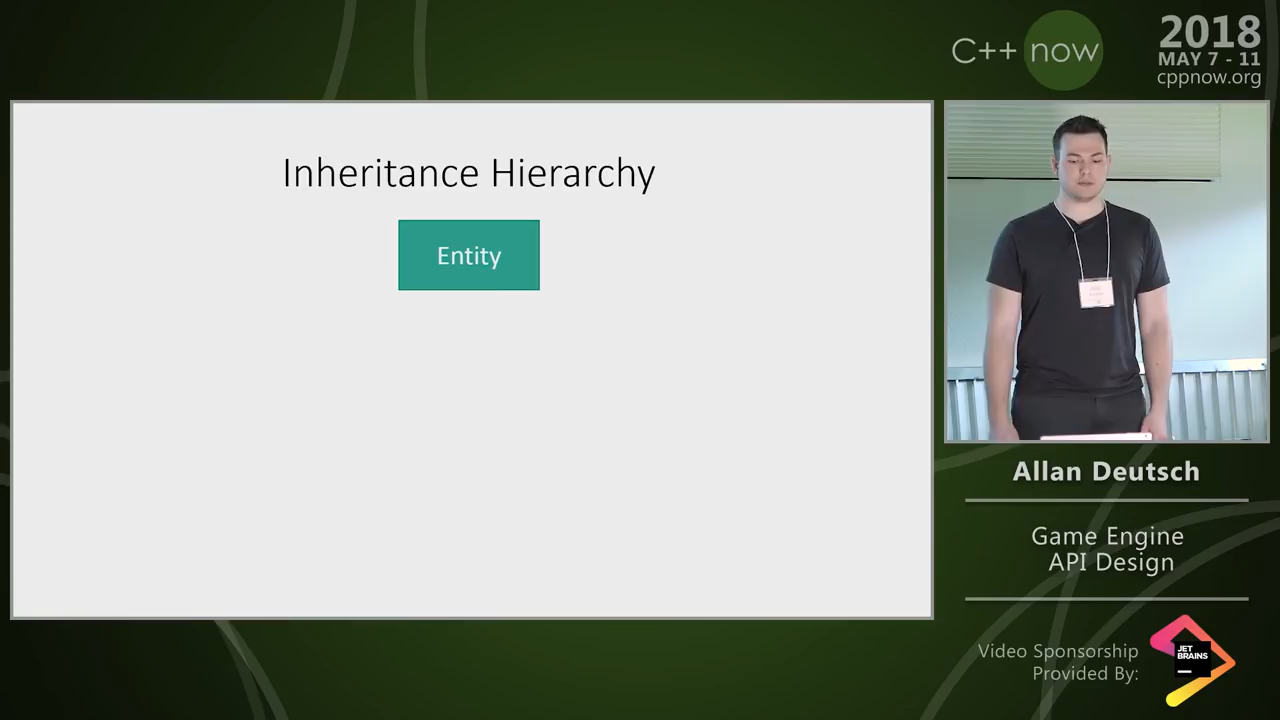 C++ now
2018
MAY 7 - 11
cppnow.org
Inheritance Hierarchy
Entity
Allan Deutsch
Game Engine
API Design
Video Sponsorship
Provided By:
JET
BRAINS